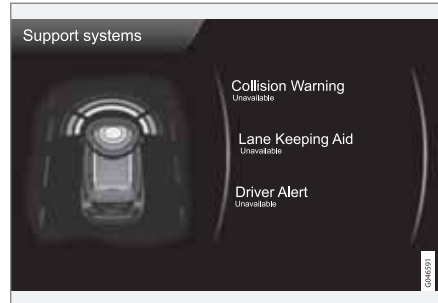 Support systems
Collision Warning
Unavailable
Lane Keeping Aid
Unavailable
Driver Alert
Unavailable
G046591